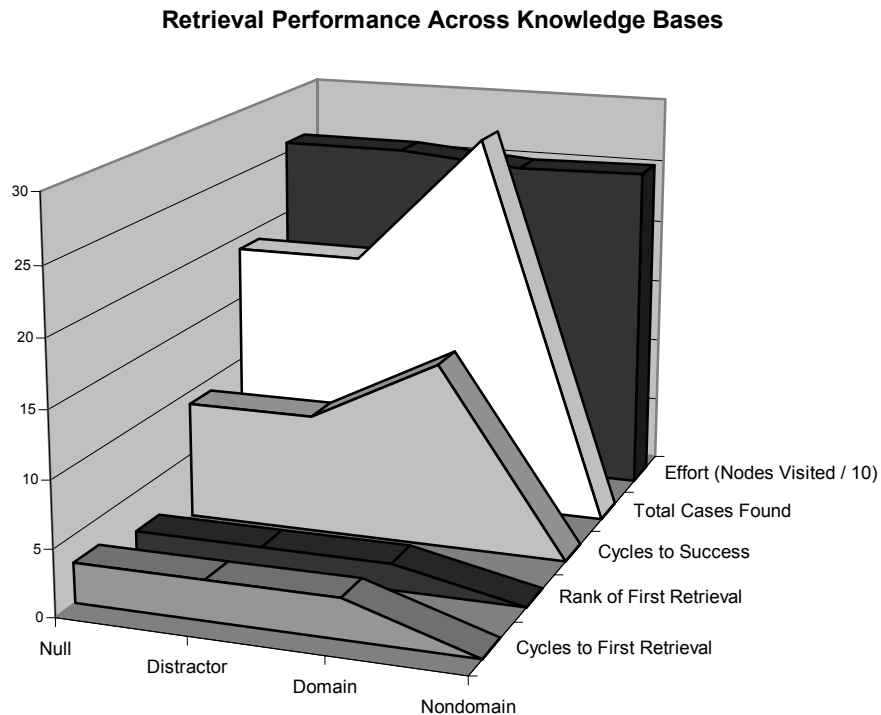 Retrieval Performance Across Knowledge Bases
30
25
20
15
10
5
0
Null
Distractor
Domain
Nondomain
Effort (Nodes Visited / 10)
Total Cases Found
Cycles to Success
Rank of First Retrieval
Cycles to First Retrieval